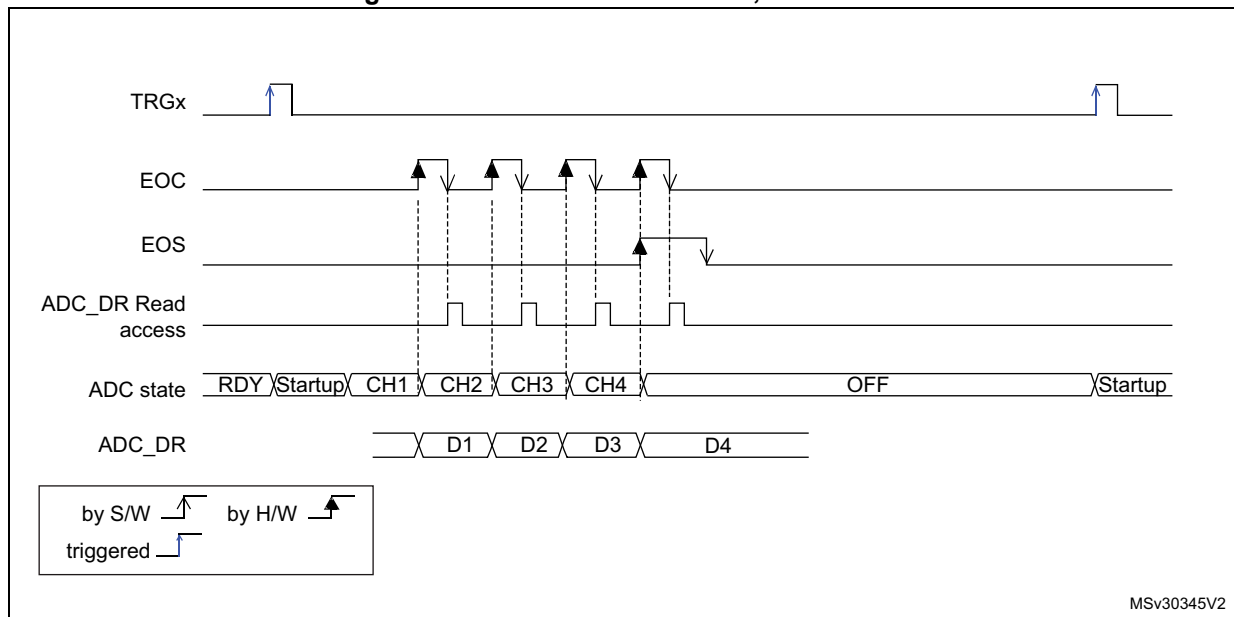 TRGx
EOC
EOS
ADC_DR Read
access
ADC state RDY Startup CH1 CH2 CH3 CH4 OFF Startup
ADC_DR D1 D2 D3 D4
by S/W by H/W
triggered
MSv30345V2